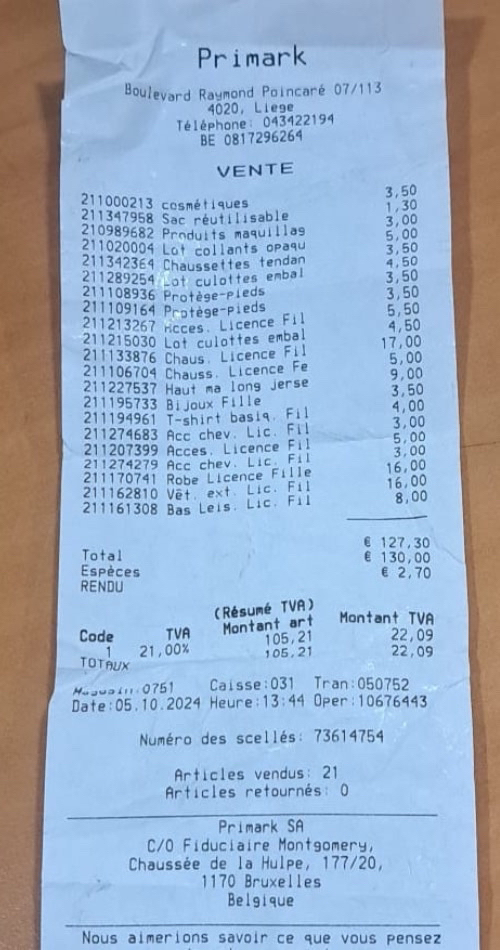 Primark
Boulevard Raymond Poincaré 07/113
4020, Liege
Téléphone: 043422194
BE 0817296264
VENTE
211000213 cosmétiques 3,50
211347958 Sac réutilisable 1,30
210989682 Produits maquillag 3,00
211020004 Lot collants opaqu 5,00
211342364 Chaussettes tendan 3,50
211289254 Lot culottes embal 4,50
211108936 Protège-pieds 3,50
211109164 Protège-pieds 3,50
211213267 Acces. Licence Fil 5,50
211215030 Lot culottes embal 4,50
211133876 Chaus. Licence Fil 17,00
211106704 Chauss. Licence Fe 5,00
211227537 Haut ma long jerse 9,00
211195733 Bijoux Fille 3,50
211194961 T-shirt basiq. Fil 4,00
211274683 Acc chev. Lic. Fil 3,00
211207399 Acces. Licence Fil 5,00
211274279 Acc chev. Lic. Fil 3,00
211170741 Robe Licence Fille 16,00
211162810 Vêt. ext. Lic. Fil 16,00
211161308 Bas Leis. Lic. Fil 8,00
Total € 127,30
Espèces € 130,00
RENDU € 2,70
(Résumé TVA)
Code TVA Montant art Montant TVA
1 21,00% 105,21 22,09
TOTAUX 105,21 22,09
0751 Caisse:031 Tran:050752
Date:05.10.2024 Heure:13:44 Oper:10676443
Numéro des scellés: 73614754
Articles vendus: 21
Articles retournés: 0
Primark SA
C/O Fiduciaire Montgomery,
Chaussée de la Hulpe, 177/20,
1170 Bruxelles
Belgique
Nous aimerions savoir ce que vous pensez